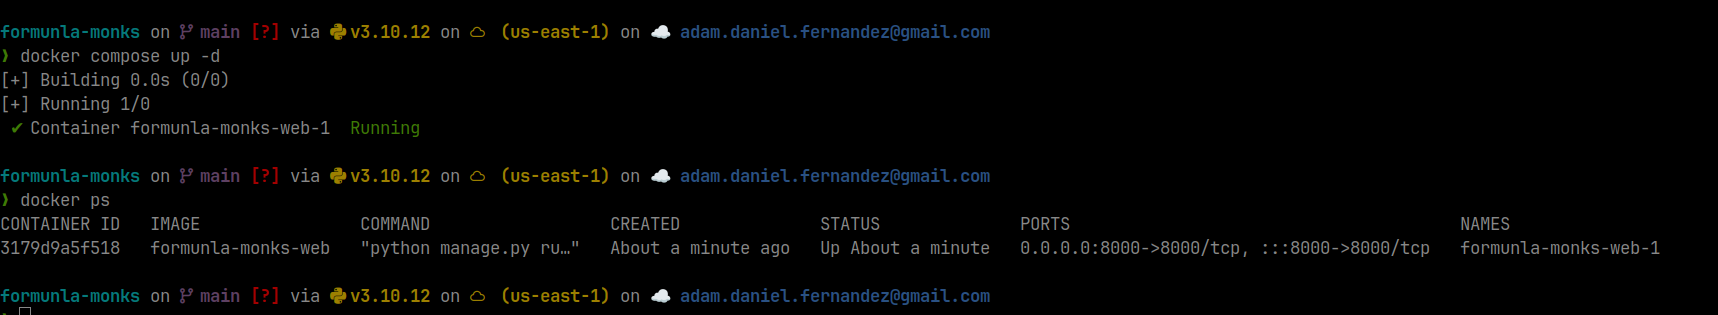 formunla-monks on main [?] via v3.10.12 on (us-east-1) on adam.daniel.fernandez@gmail.com
❯ docker compose up -d
[+] Building 0.0s (0/0)
[+] Running 1/0
✔ Container formunla-monks-web-1 Running
formunla-monks on main [?] via v3.10.12 on (us-east-1) on adam.daniel.fernandez@gmail.com
❯ docker ps
CONTAINER ID IMAGE COMMAND CREATED STATUS PORTS NAMES
3179d9a5f518 formunla-monks-web "python manage.py ru…" About a minute ago Up About a minute 0.0.0.0:8000->8000/tcp, :::8000->8000/tcp formunla-monks-web-1
formunla-monks on main [?] via v3.10.12 on (us-east-1) on adam.daniel.fernandez@gmail.com